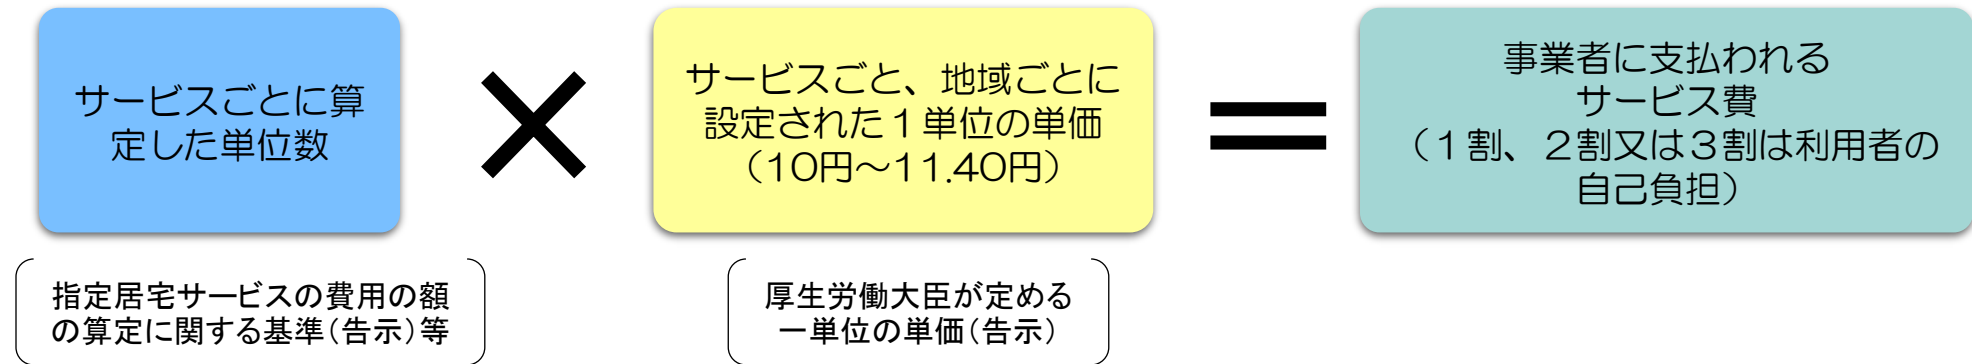 サービスごとに算
定した単位数
×
サービスごと、地域ごとに
設定された１単位の単価
（10円～11.40円）
＝
事業者に支払われる
サービス費
（１割、２割又は３割は利用者の
自己負担）
指定居宅サービスの費用の額
の算定に関する基準（告示）等
厚生労働大臣が定める
一単位の単価（告示）